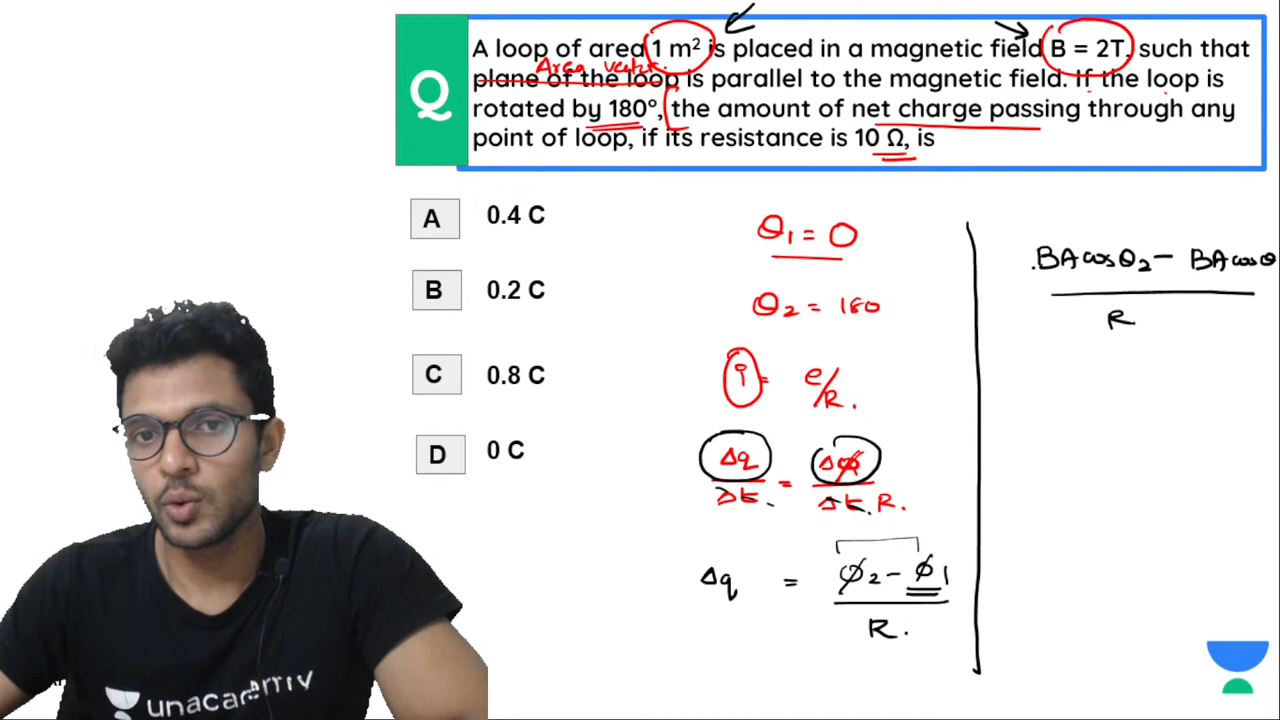 Q
A loop of area 1 m² is placed in a magnetic field B = 2T, such that
Area vector
plane of the loop is parallel to the magnetic field. If the loop is
rotated by 180°, the amount of net charge passing through any
point of loop, if its resistance is 10 Ω, is
A 0.4 C
B 0.2 C
C 0.8 C
D 0 C
θ₁ = 0
θ₂ = 180
i = e/R.
Δq/Δt = Δφ/Δt.R.
Δq = φ₂ - φ₁/R.
BA cosθ₂ - BA cosθ
R
unacademy